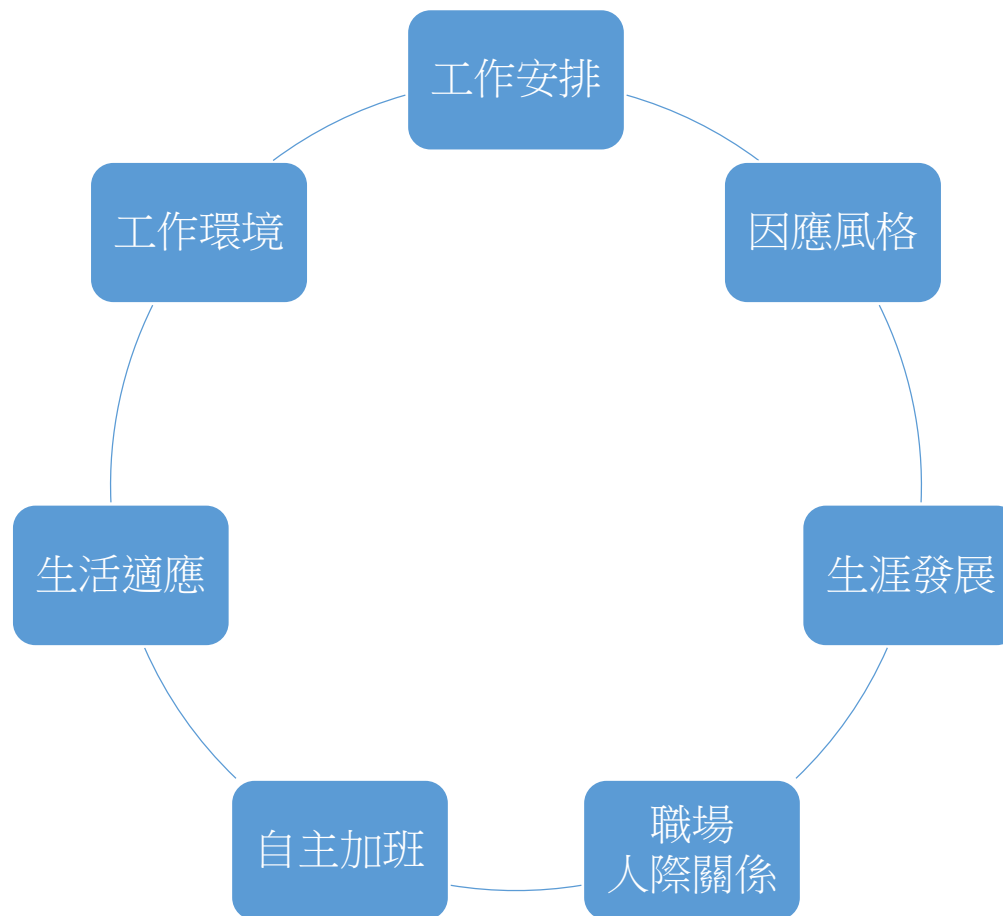 工作安排
因應風格
生涯發展
職場
人際關係
自主加班
生活適應
工作環境